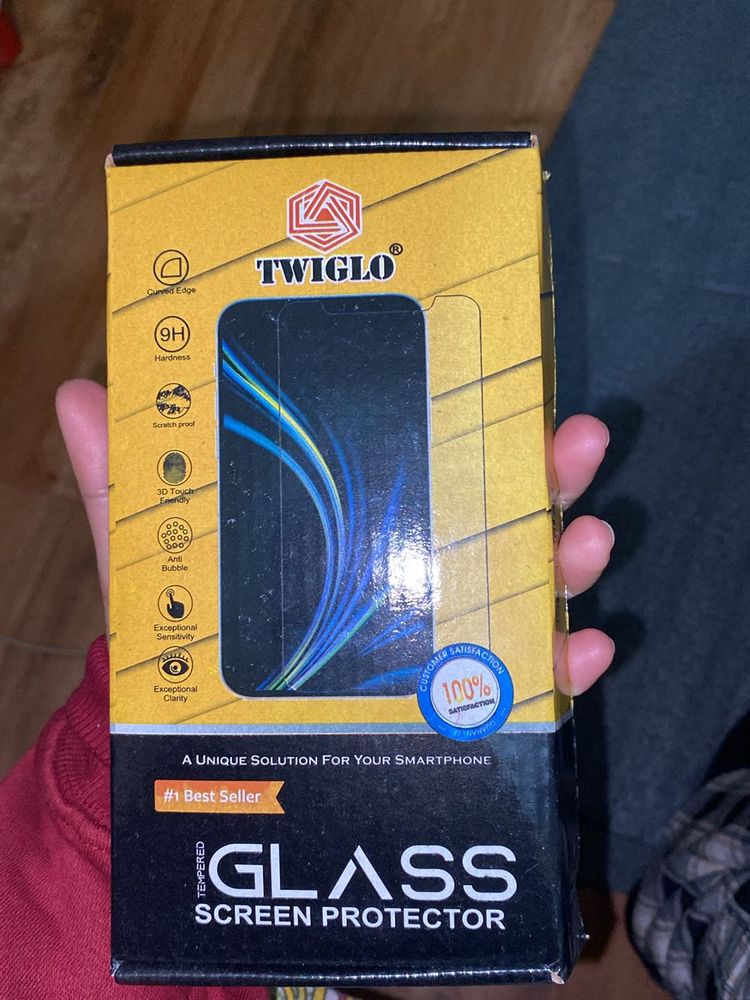 TWIGLO®
Curved Edge
9H
Hardness
Scratch proof
3D Touch
Friendly
Anti
Bubble
Exceptional
Sensitivity
Exceptional
Clarity
CUSTOMER SATISFACTION
100%
SATISFACTION
A UNIQUE SOLUTION FOR YOUR SMARTPHONE
#1 Best Seller
TEMPERED
GLASS
SCREEN PROTECTOR